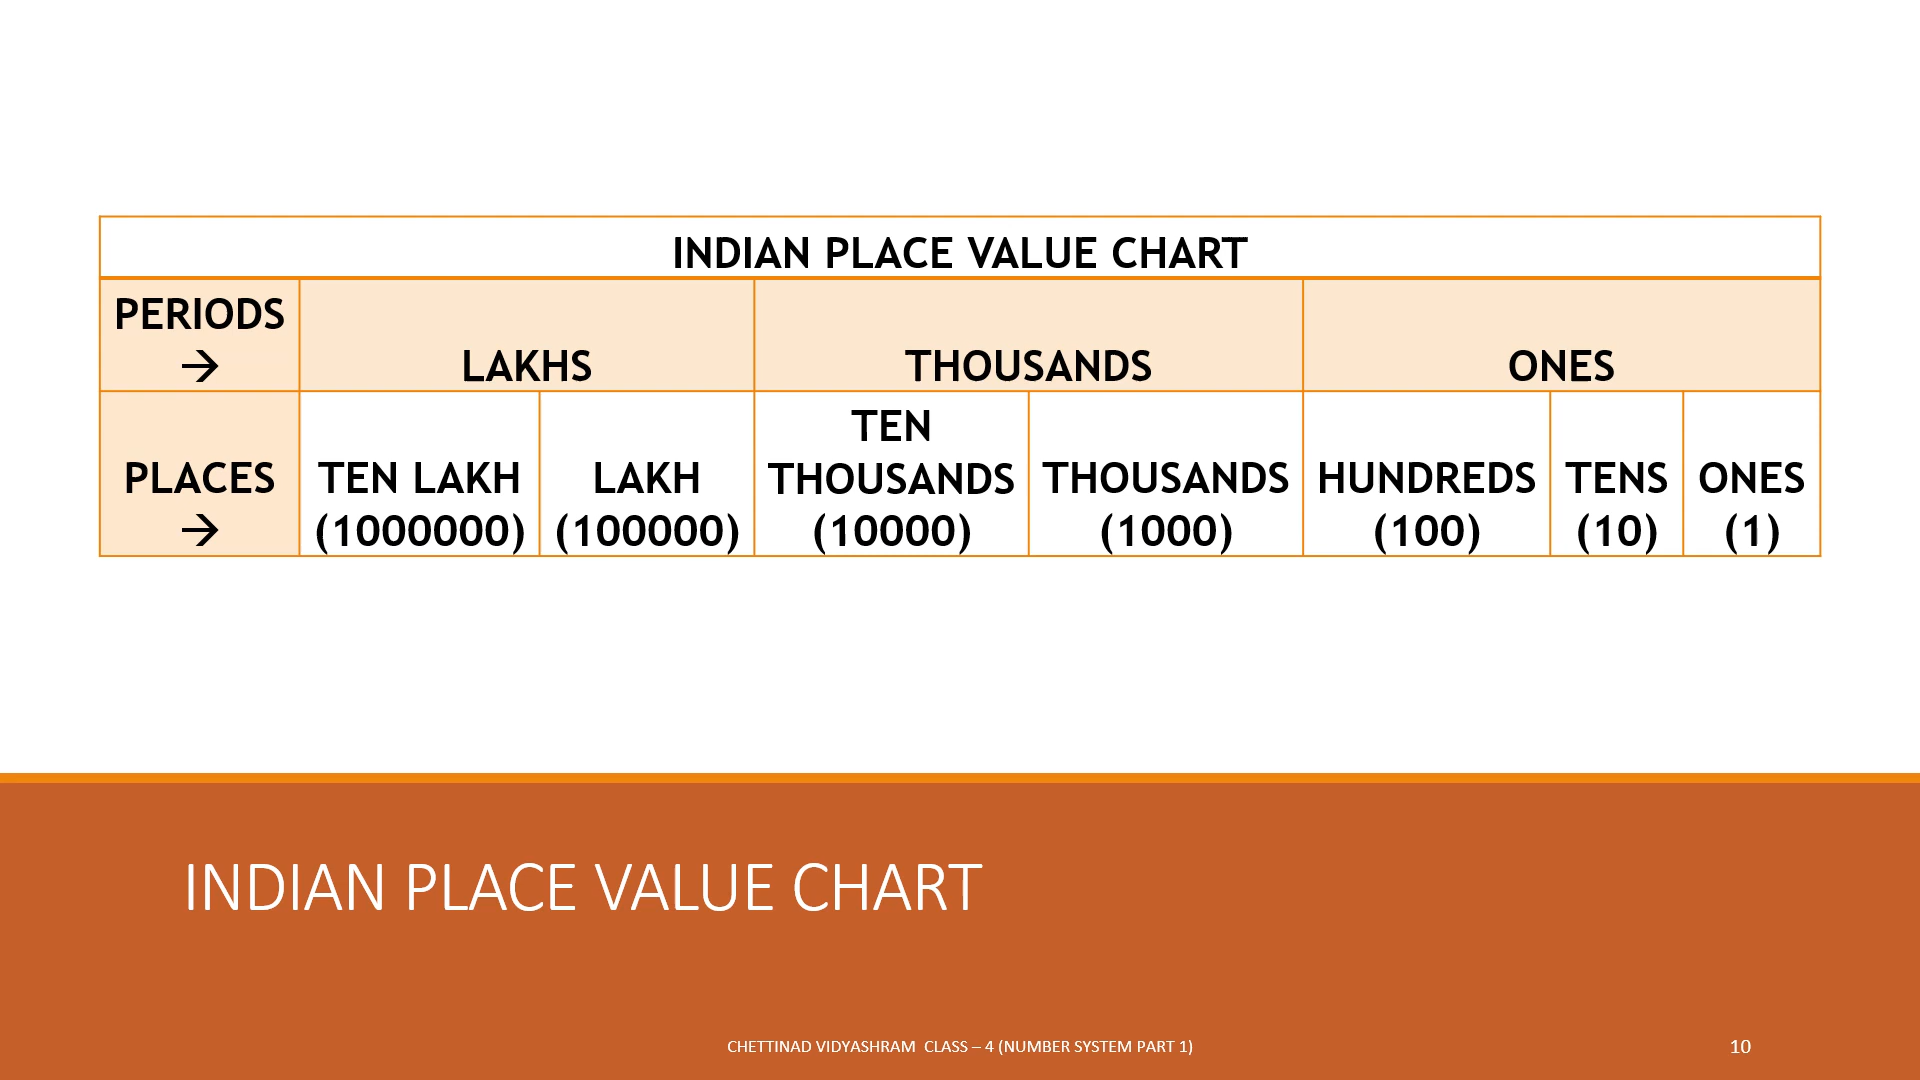 INDIAN PLACE VALUE CHART
PERIODS
→
LAKHS
THOUSANDS
ONES
PLACES
→
TEN LAKH
(1000000)
LAKH
(100000)
TEN
THOUSANDS
(10000)
THOUSANDS
(1000)
HUNDREDS
(100)
TENS
(10)
ONES
(1)
INDIAN PLACE VALUE CHART
CHETTINAD VIDYASHRAM CLASS – 4 (NUMBER SYSTEM PART 1)
10